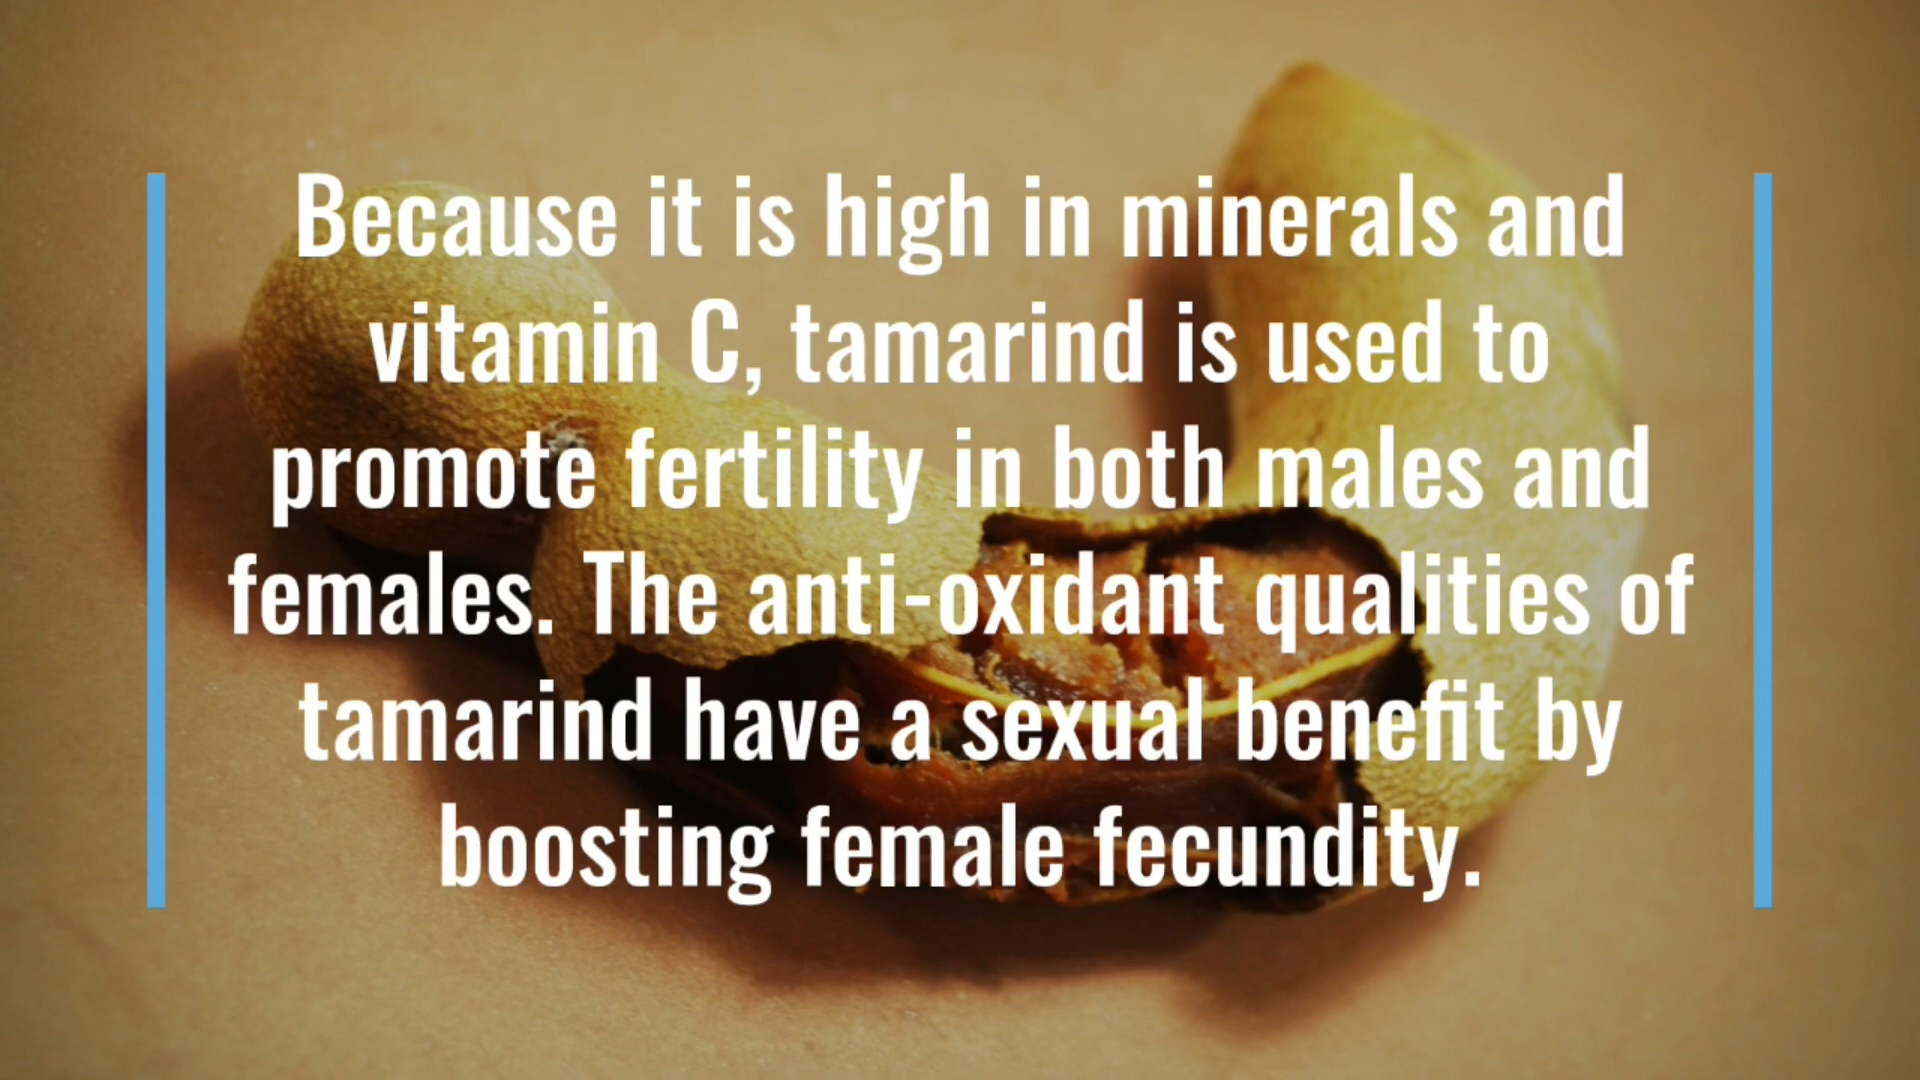 Because it is high in minerals and
vitamin C, tamarind is used to
promote fertility in both males and
females. The anti-oxidant qualities of
tamarind have a sexual benefit by
boosting female fecundity.